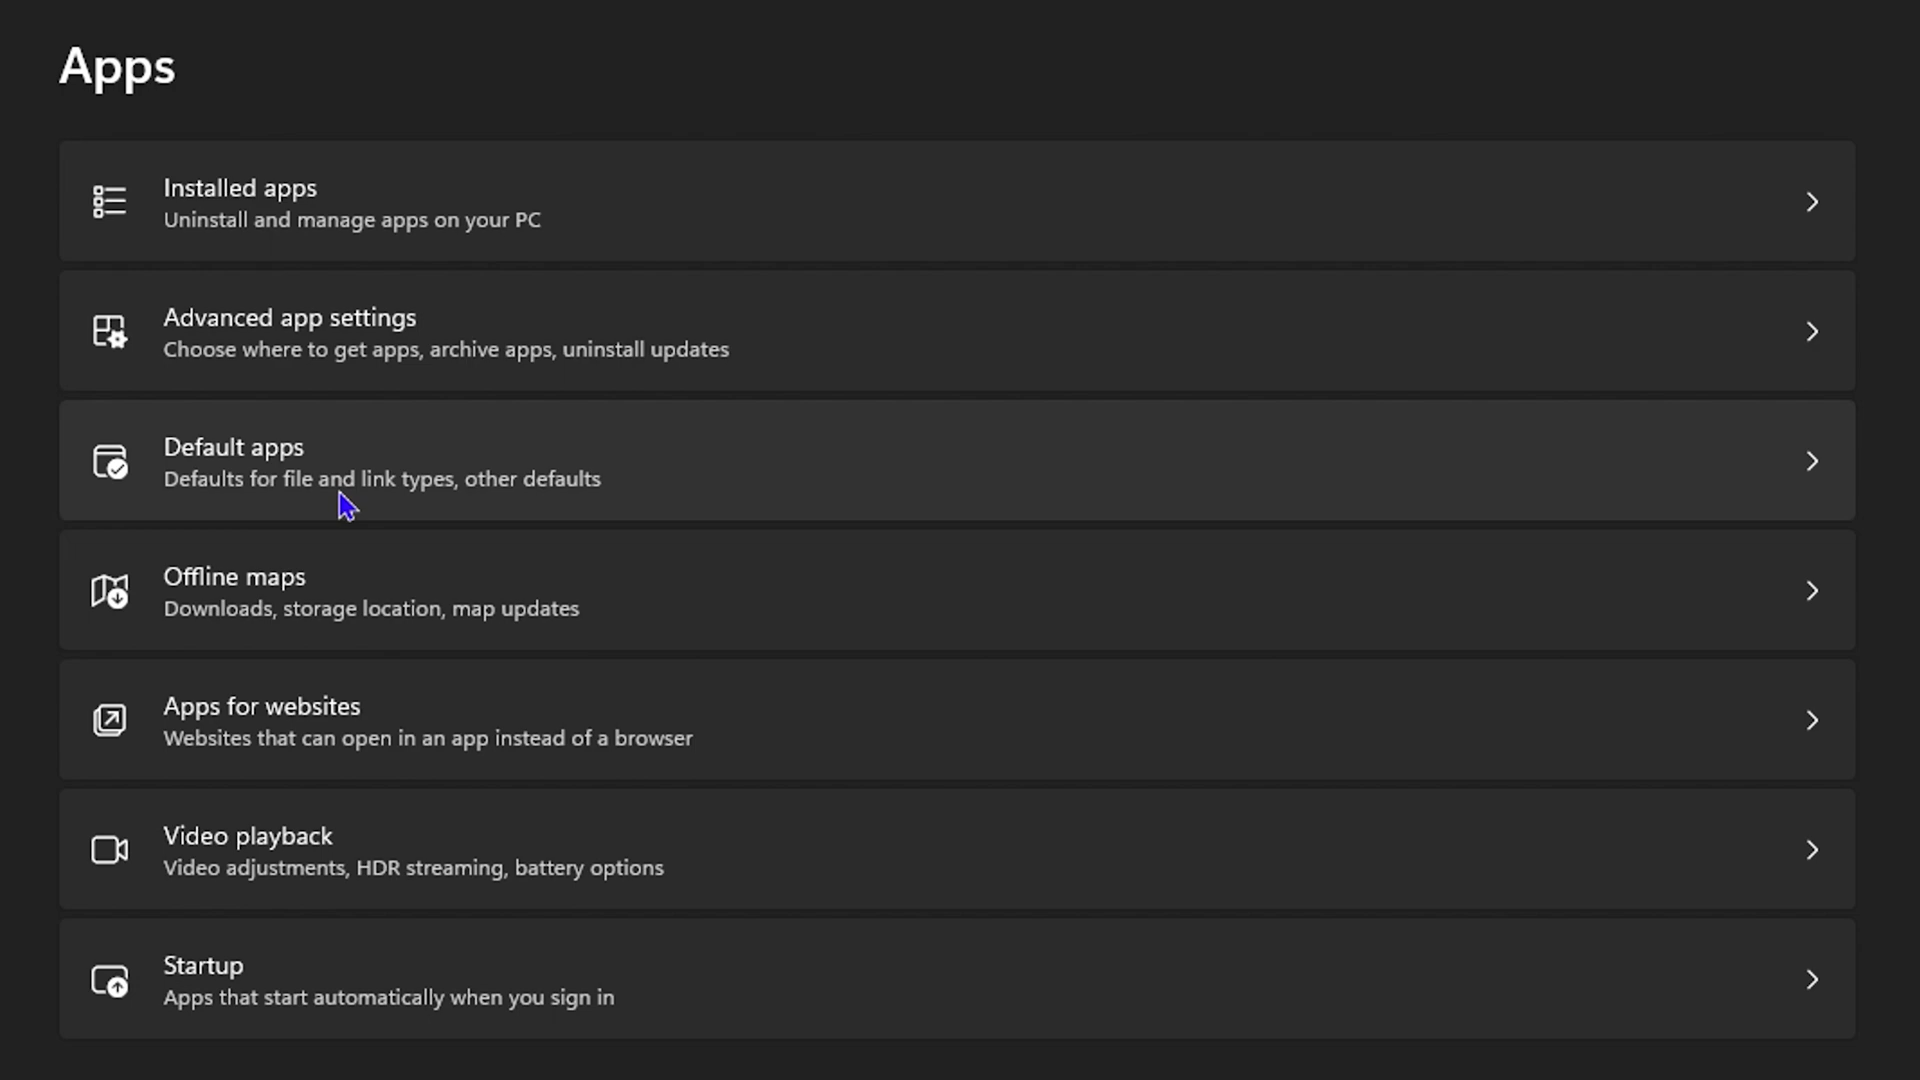 Apps
Installed apps
Uninstall and manage apps on your PC
Advanced app settings
Choose where to get apps, archive apps, uninstall updates
Default apps
Defaults for file and link types, other defaults
Offline maps
Downloads, storage location, map updates
Apps for websites
Websites that can open in an app instead of a browser
Video playback
Video adjustments, HDR streaming, battery options
Startup
Apps that start automatically when you sign in